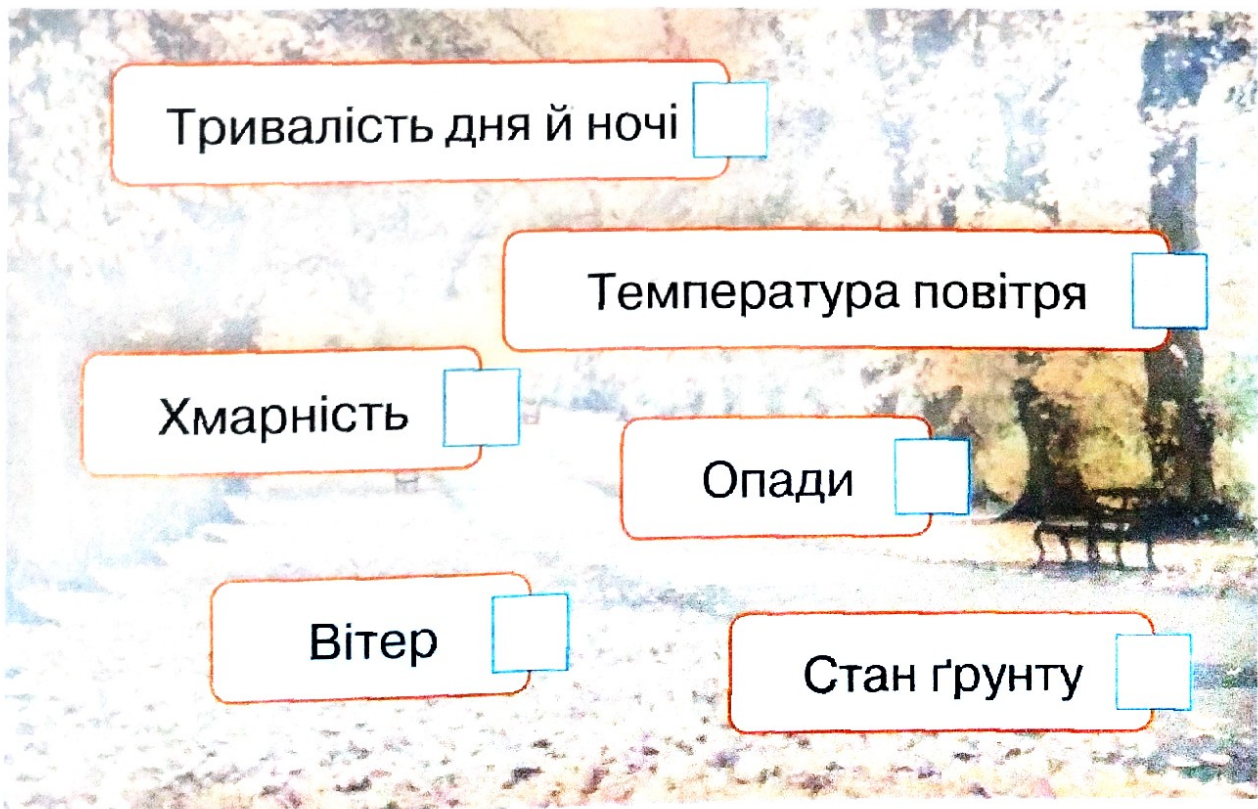 Тривалість дня й ночі
Температура повітря
Хмарність
Опади
Вітер
Стан ґрунту